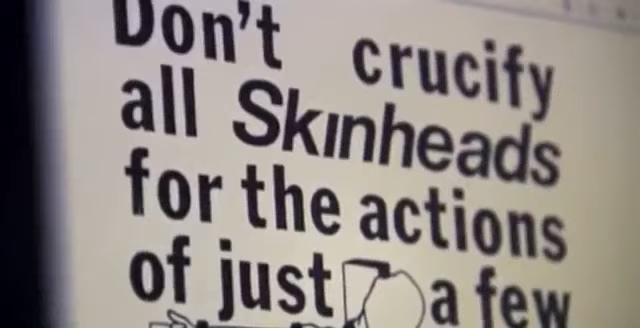 Don't crucify
all Skinheads
for the actions
of just a few